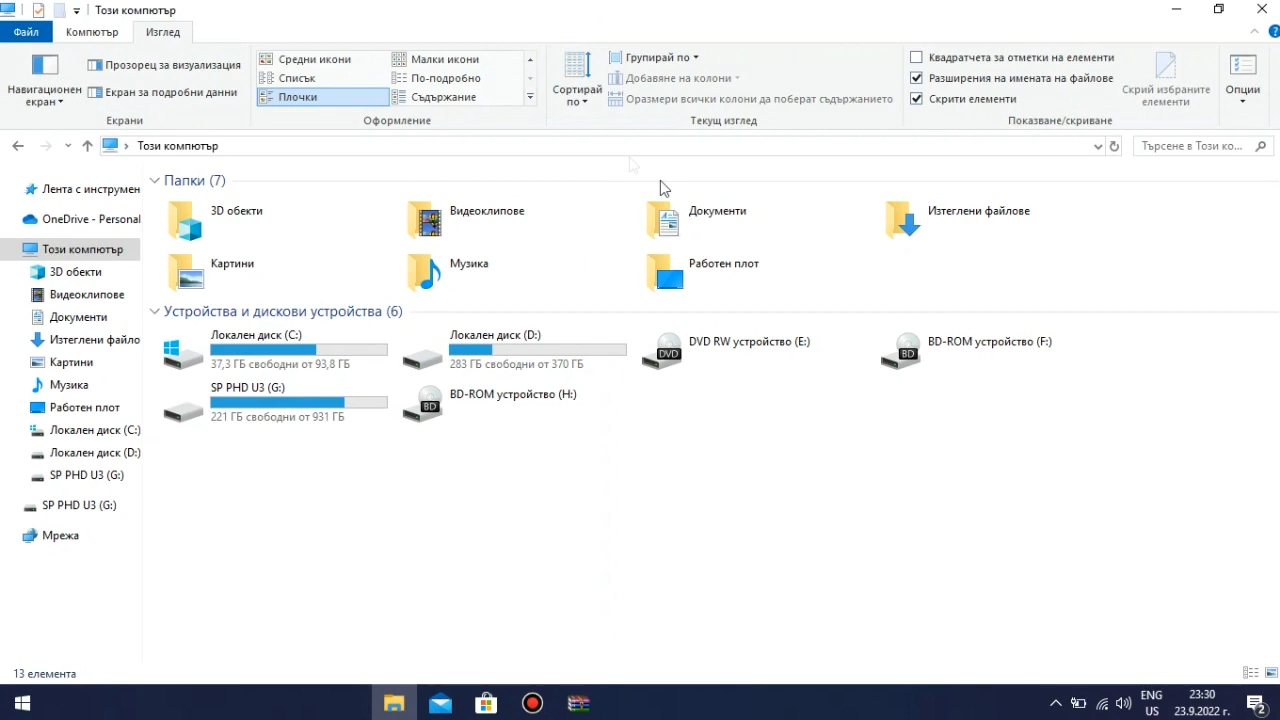 Този компютър
Файл
Компютър
Изглед
Навигационен екран
Прозорец за визуализация
Екран за подробни данни
Екрани
Средни икони
Малки икони
Списък
По-подробно
Плочки
Съдържание
Оформление
Сортирай по
Групирай по
Добавяне на колони
Оразмери всички колони да поберат съдържанието
Текущ изглед
Квадратчета за отметки на елементи
Разширения на имената на файлове
Скрити елементи
Скрий избраните елементи
Показване/скриване
Опции
Този компютър
Търсене в Този ко...
Лента с инструмен
OneDrive - Personal
Този компютър
3D обекти
Видеоклипове
Документи
Изтеглени файло
Картини
Музика
Работен плот
Локален диск (C:)
Локален диск (D:)
SP PHD U3 (G:)
SP PHD U3 (G:)
Мрежа
Папки (7)
3D обекти
Видеоклипове
Документи
Изтеглени файлове
Картини
Музика
Работен плот
Устройства и дискови устройства (6)
Локален диск (C:)
37,3 ГБ свободни от 93,8 ГБ
Локален диск (D:)
283 ГБ свободни от 370 ГБ
DVD
DVD RW устройство (E:)
BD
BD-ROM устройство (F:)
SP PHD U3 (G:)
221 ГБ свободни от 931 ГБ
BD
BD-ROM устройство (H:)
13 елемента
ENG
US
23:30
23.9.2022 г.
2